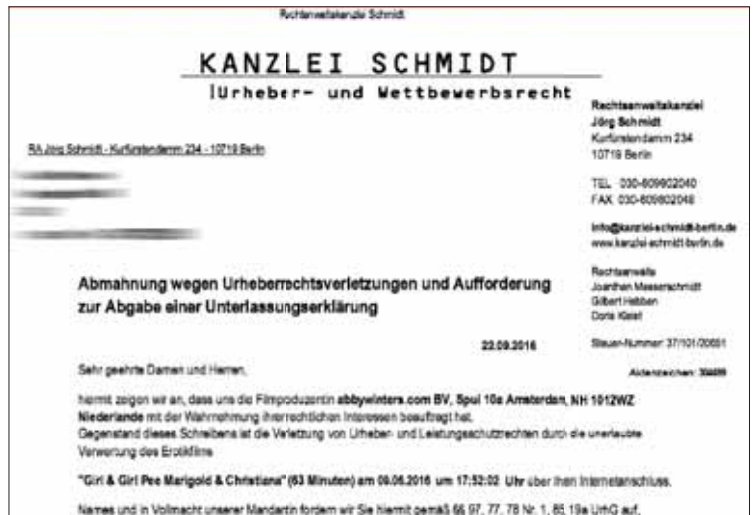 Rechtsanwaltskanzlei Schmidt
KANZLEI SCHMIDT
Urheber- und Wettbewerbsrecht
Rechtsanwaltskanzlei
Jörg Schmidt
Kurfürstendamm 234
10719 Berlin
RA Jörg Schmidt - Kurfürstendamm 234 - 10719 Berlin
TEL 030-609802040
FAX 030-609802048
info@kanzlei-schmidt-berlin.de
www.kanzlei-schmidt-berlin.de
Abmahnung wegen Urheberrechtsverletzungen und Aufforderung
zur Abgabe einer Unterlassungserklärung
Rechtsanwälte
Joanthen Messerschmidt
Gilbert Hebben
Doris Kleist
22.09.2016
Steuer-Nummer: 37/101/20651
Sehr geehrte Damen und Herren,
Aktenzeichen:
hiermit zeigen wir an, dass uns die Filmpoduzentin abbywinters.com BV, Spui 10a Amsterdan, NH 1012WZ
Niederlande mit der Wahrnehmung ihrerrechtlichen Interessen beauftragt hat.
Gegenstand dieses Schreibens ist die Verletzung von Urheber- und Leistungsschutzrechten durch die unerlaubte
Verwertung des Erotikfilms
"Girl & Girl Pee Marigold & Christiana" (63 Minuten) am 09.06.2016 um 17:52:02 Uhr über Ihren Internetanschluss.
Names und in Vollmacht unserer Mandantin fordern wir Sie hiermit gemäß §§ 97, 77, 78 Nr. 1, 85, 19a UrhG auf,